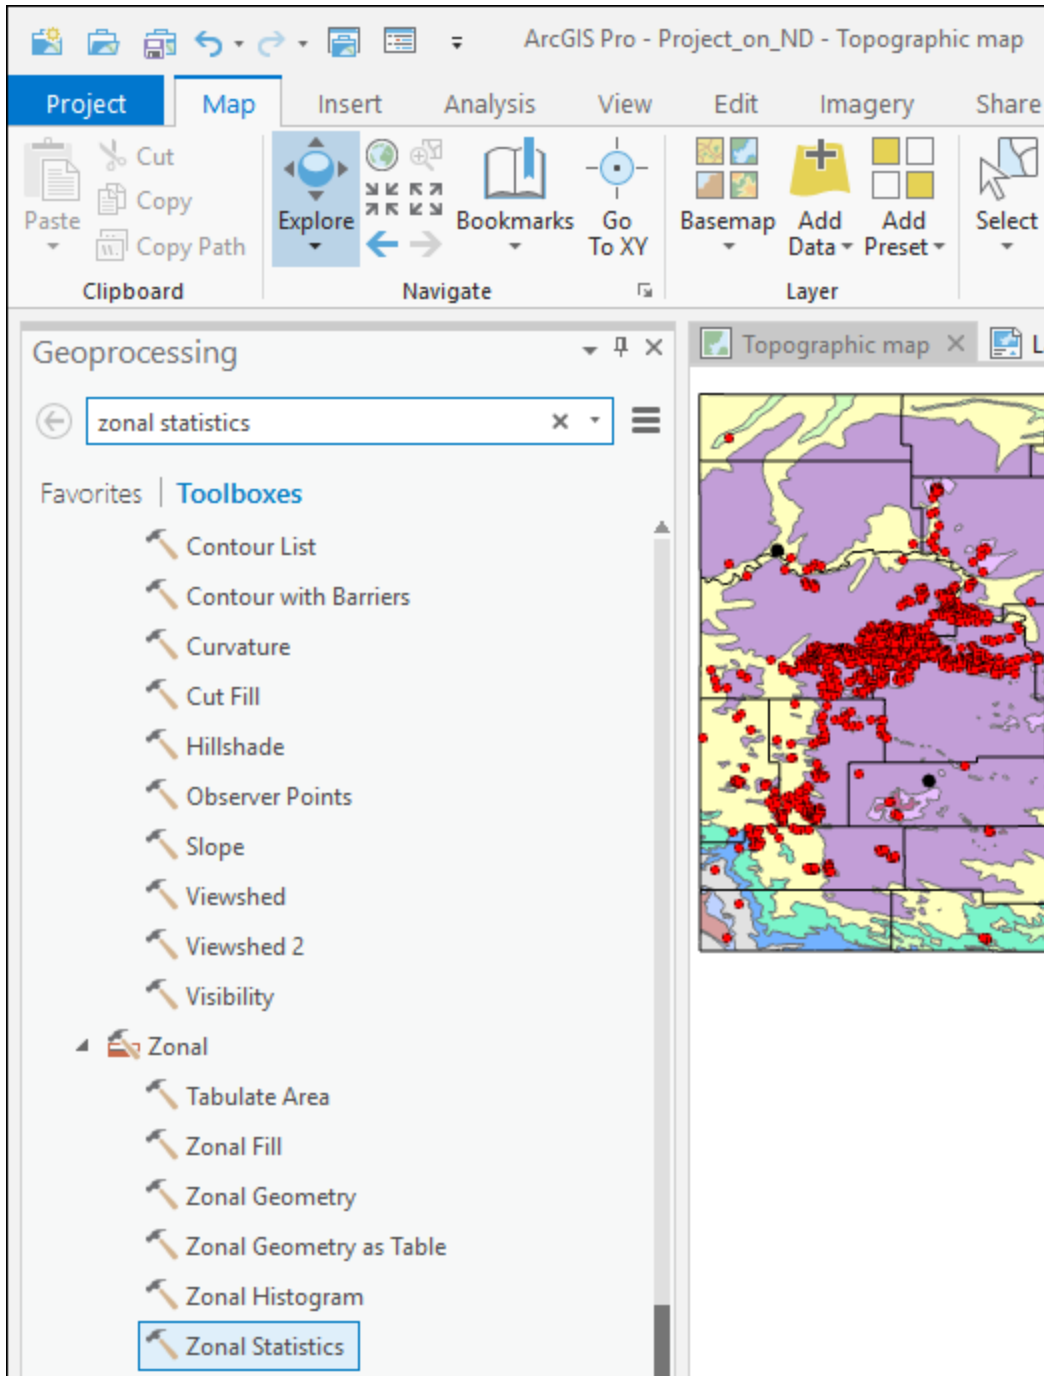 ArcGIS Pro - Project_on_ND - Topographic map
Project Map Insert Analysis View Edit Imagery Share
Paste
Cut
Copy
Copy Path
Clipboard
Explore
Bookmarks
Go
To XY
Navigate
Basemap
Add
Data
Add
Preset
Layer
Select
Geoprocessing
zonal statistics
Favorites | Toolboxes
Contour List
Contour with Barriers
Curvature
Cut Fill
Hillshade
Observer Points
Slope
Viewshed
Viewshed 2
Visibility
Zonal
Tabulate Area
Zonal Fill
Zonal Geometry
Zonal Geometry as Table
Zonal Histogram
Zonal Statistics
Topographic map
L